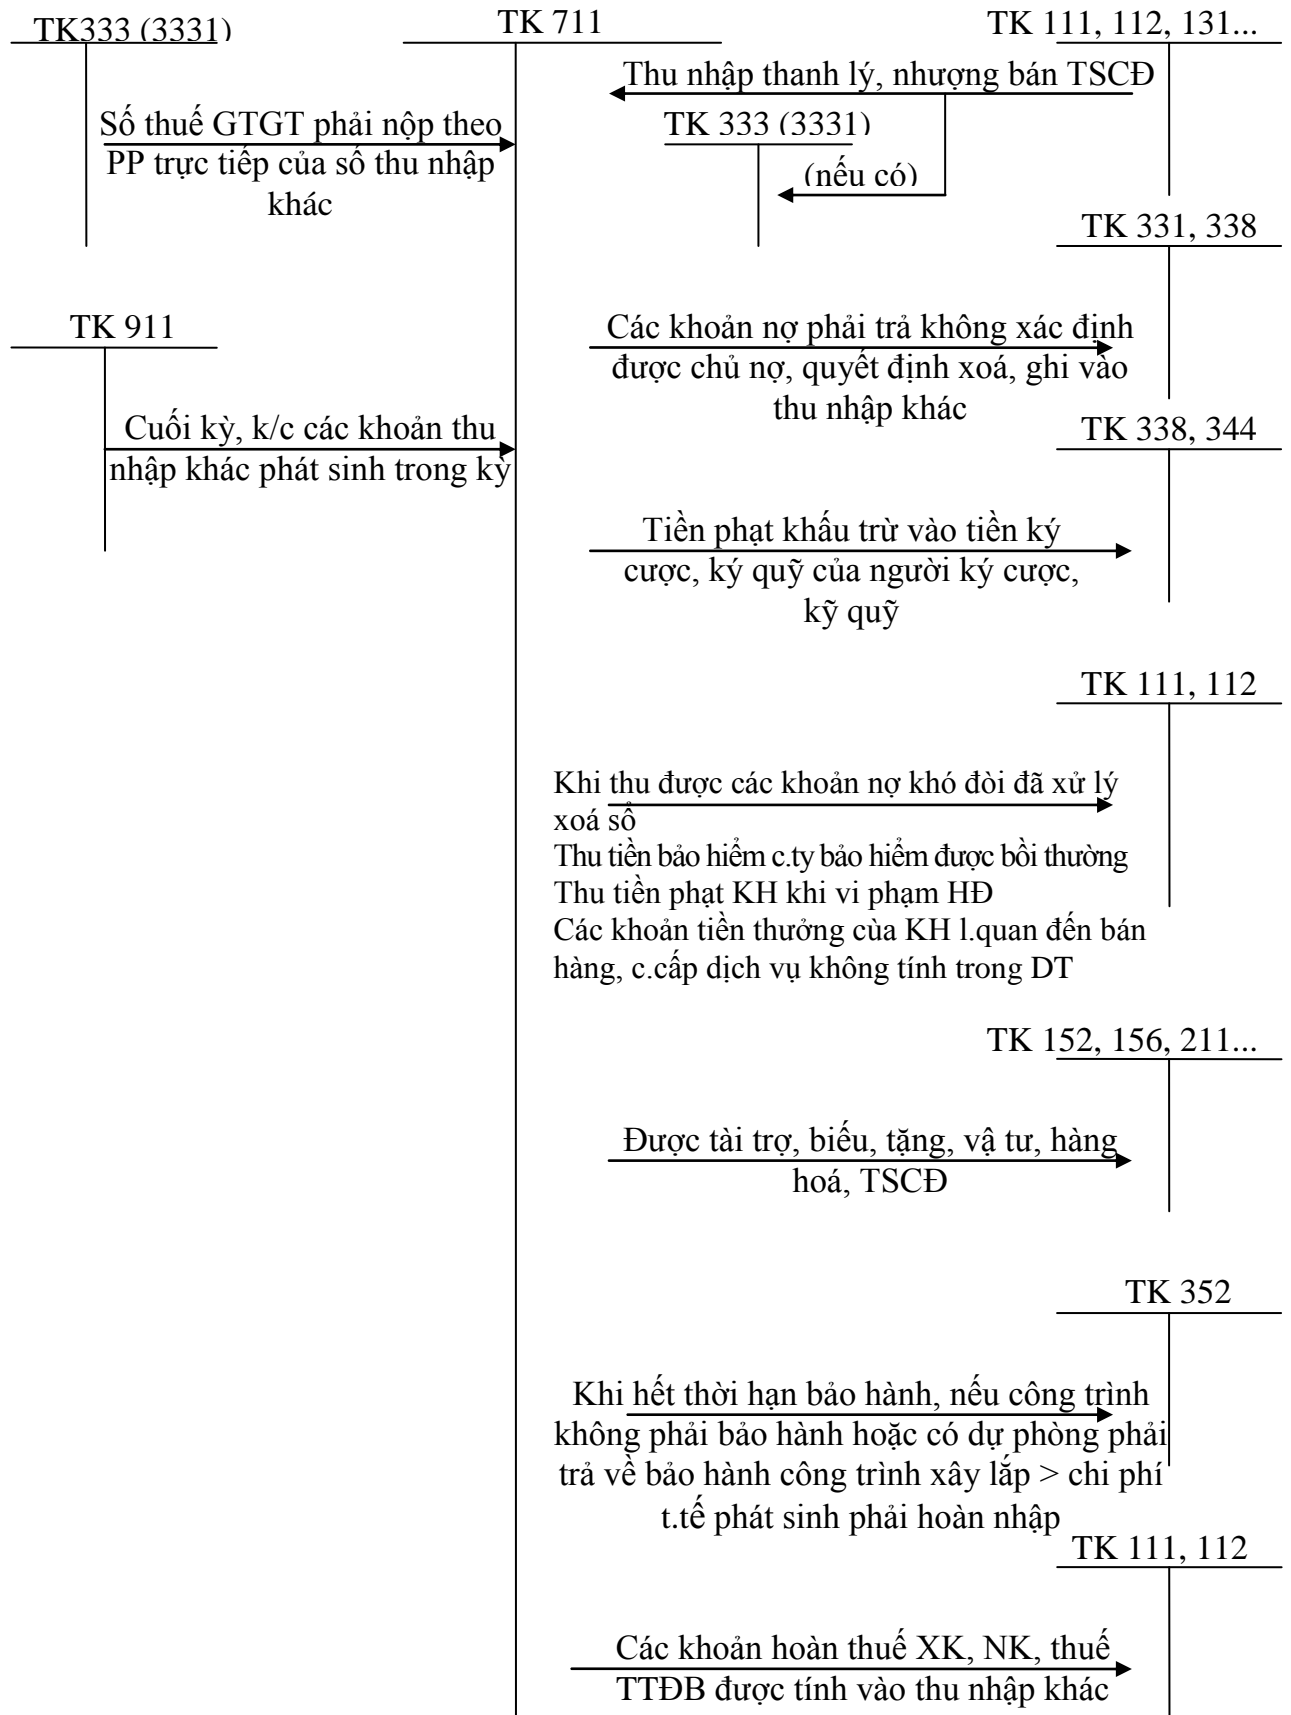 TK333 (3331)
TK 711
TK 111, 112, 131...
Thu nhập thanh lý, nhượng bán TSCĐ
Số thuế GTGT phải nộp theo
PP trực tiếp của số thu nhập
khác
TK 333 (3331)
(nếu có)
TK 331, 338
TK 911
Các khoản nợ phải trả không xác định
được chủ nợ, quyết định xoá, ghi vào
thu nhập khác
Cuối kỳ, k/c các khoản thu
nhập khác phát sinh trong kỳ
TK 338, 344
Tiền phạt khấu trừ vào tiền ký
cược, ký quỹ của người ký cược,
kỹ quỹ
TK 111, 112
Khi thu được các khoản nợ khó đòi đã xử lý
xoá sổ
Thu tiền bảo hiểm c.ty bảo hiểm được bồi thường
Thu tiền phạt KH khi vi phạm HĐ
Các khoản tiền thưởng cùa KH l.quan đến bán
hàng, c.cấp dịch vụ không tính trong DT
TK 152, 156, 211...
Được tài trợ, biếu, tặng, vậ tư, hàng
hoá, TSCĐ
TK 352
Khi hết thời hạn bảo hành, nếu công trình
không phải bảo hành hoặc có dự phòng phải
trả về bảo hành công trình xây lắp > chi phí
t.tế phát sinh phải hoàn nhập
TK 111, 112
Các khoản hoàn thuế XK, NK, thuế
TTĐB được tính vào thu nhập khác